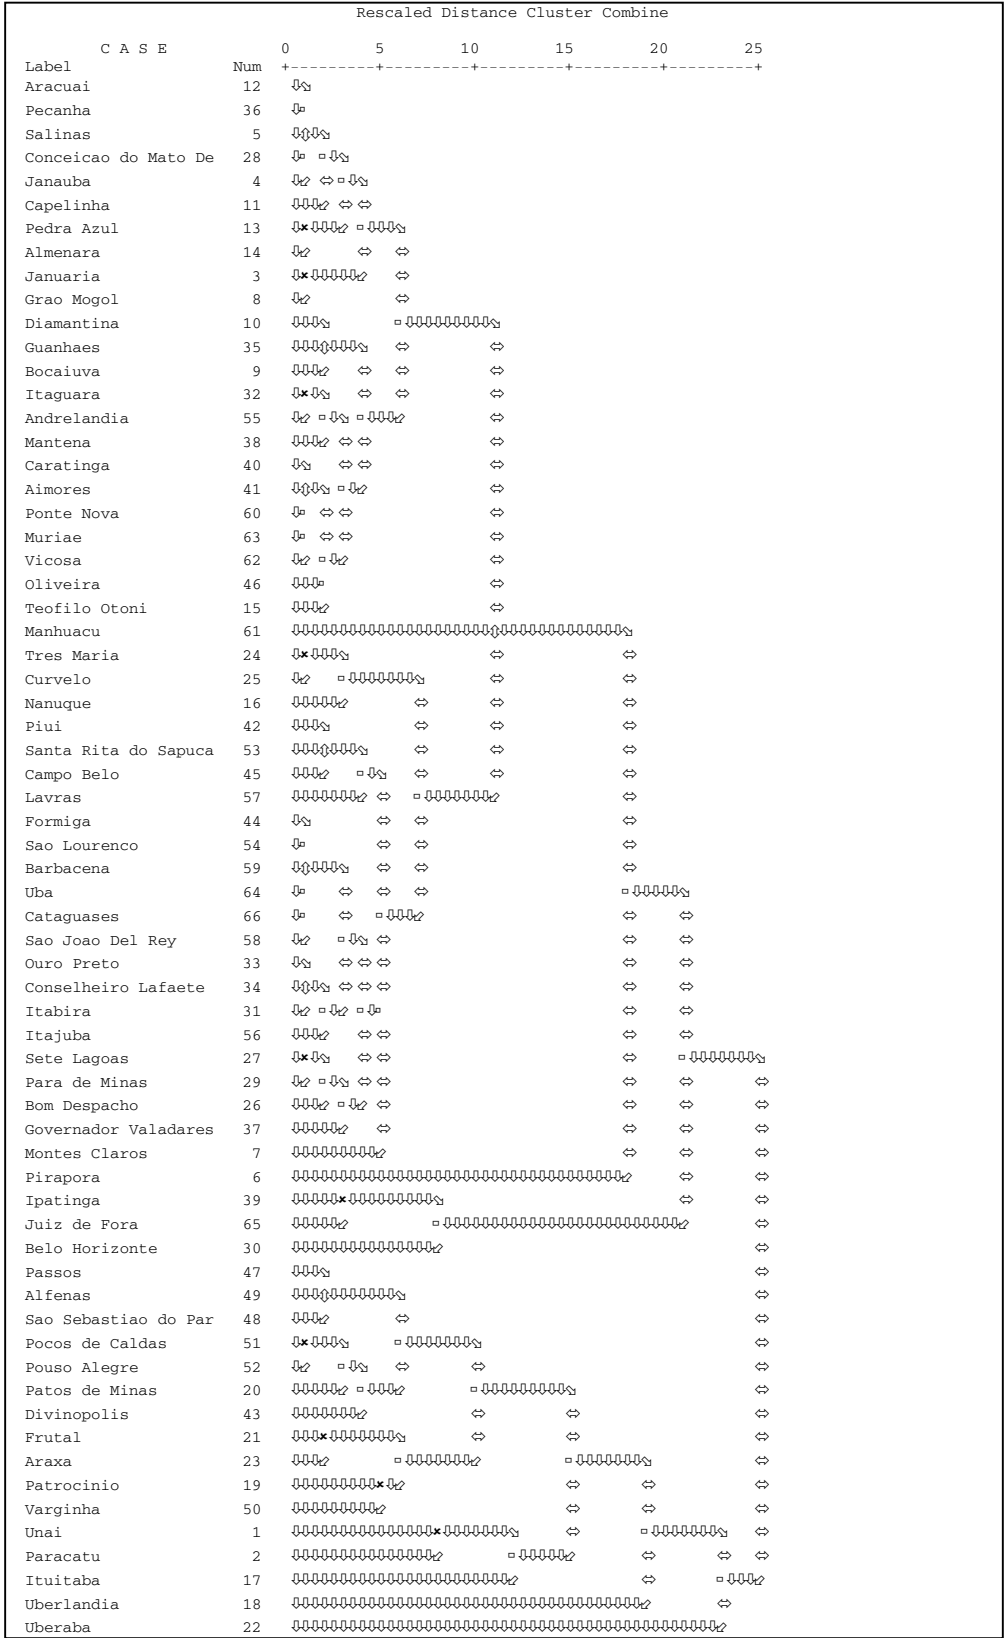 Rescaled Distance Cluster Combine
C A S E 0 5 10 15 20 25
Label Num +---------+---------+---------+---------+---------+
Aracuai 12
Pecanha 36
Salinas 5
Conceicao do Mato De 28
Janauba 4
Capelinha 11
Pedra Azul 13
Almenara 14
Januaria 3
Grao Mogol 8
Diamantina 10
Guanhaes 35
Bocaiuva 9
Itaguara 32
Andrelandia 55
Mantena 38
Caratinga 40
Aimores 41
Ponte Nova 60
Muriae 63
Vicosa 62
Oliveira 46
Teofilo Otoni 15
Manhuacu 61
Tres Maria 24
Curvelo 25
Nanuque 16
Piui 42
Santa Rita do Sapuca 53
Campo Belo 45
Lavras 57
Formiga 44
Sao Lourenco 54
Barbacena 59
Uba 64
Cataguases 66
Sao Joao Del Rey 58
Ouro Preto 33
Conselheiro Lafaete 34
Itabira 31
Itajuba 56
Sete Lagoas 27
Para de Minas 29
Bom Despacho 26
Governador Valadares 37
Montes Claros 7
Pirapora 6
Ipatinga 39
Juiz de Fora 65
Belo Horizonte 30
Passos 47
Alfenas 49
Sao Sebastiao do Par 48
Pocos de Caldas 51
Pouso Alegre 52
Patos de Minas 20
Divinopolis 43
Frutal 21
Araxa 23
Patrocinio 19
Varginha 50
Unai 1
Paracatu 2
Ituitaba 17
Uberlandia 18
Uberaba 22